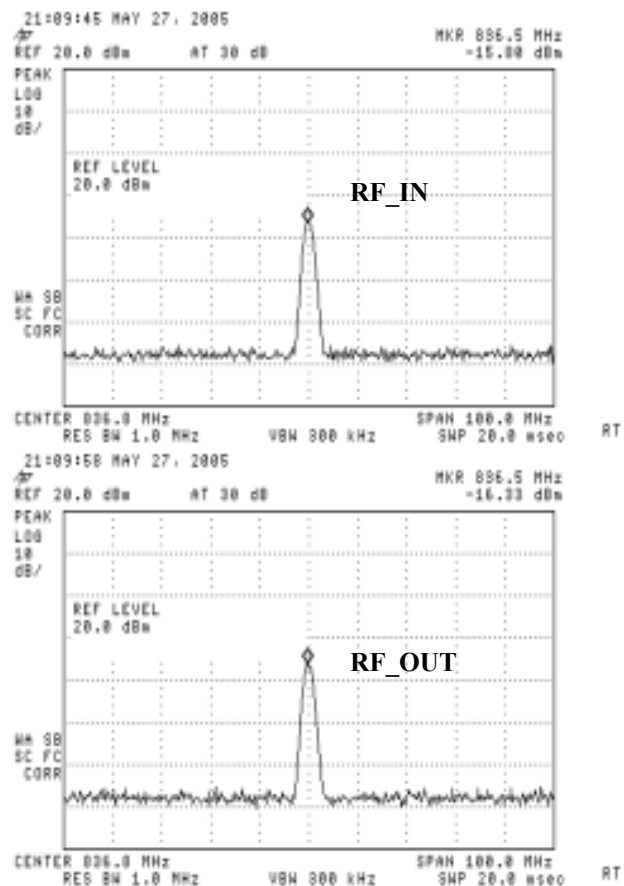 21:09:45 MAY 27, 2005
REF 20.0 dBm AT 30 dB
MKR 836.5 MHz
-15.80 dBm
PEAK
LOG
10
dB/
REF LEVEL
20.0 dBm
RF_IN
WA SB
SC FC
CORR
CENTER 836.8 MHz SPAN 100.0 MHz
RES BW 1.0 MHz VBW 300 kHz SWP 20.0 msec
RT
21:09:58 MAY 27, 2005
REF 20.0 dBm AT 30 dB
MKR 836.5 MHz
-16.33 dBm
PEAK
LOG
10
dB/
REF LEVEL
20.0 dBm
RF_OUT
WA SB
SC FC
CORR
CENTER 836.8 MHz SPAN 100.0 MHz
RES BW 1.0 MHz VBW 300 kHz SWP 20.0 msec
RT